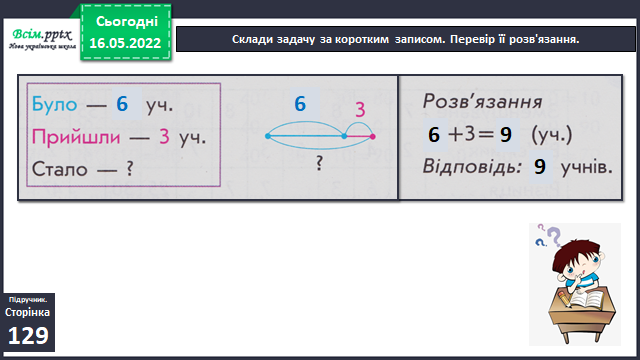 Всім.pptx
Нова українська школа
Сьогодні
16.05.2022
Склади задачу за коротким записом. Перевір її розв'язання.
Було — 6 уч.
Прийшли — 3 уч.
Стало — ?
6
3
?
Розв’язання
6 +3= 9 (уч.)
Відповідь: 9 учнів.
Підручник.
Сторінка
129